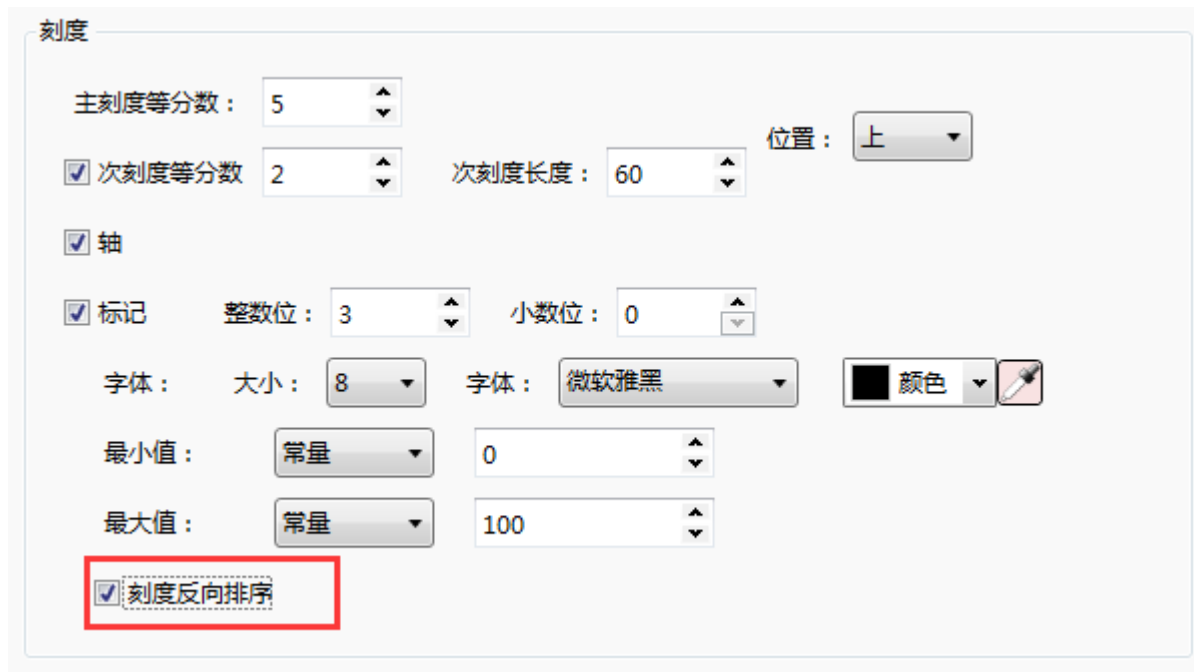 刻度
主刻度等分数： 5
位置： 上
次刻度等分数 2 次刻度长度： 60
轴
标记 整数位： 3 小数位： 0
字体： 大小： 8 字体： 微软雅黑 颜色
最小值： 常量 0
最大值： 常量 100
刻度反向排序